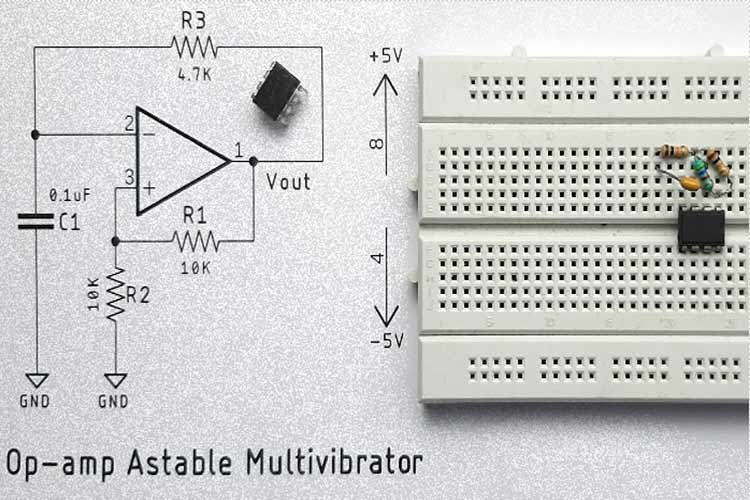 R3
4.7K
+5V
8
2
1
3
Vout
0.1uF
C1
R1
10K
10K
R2
4
-5V
GND
GND
Op-amp Astable Multivibrator